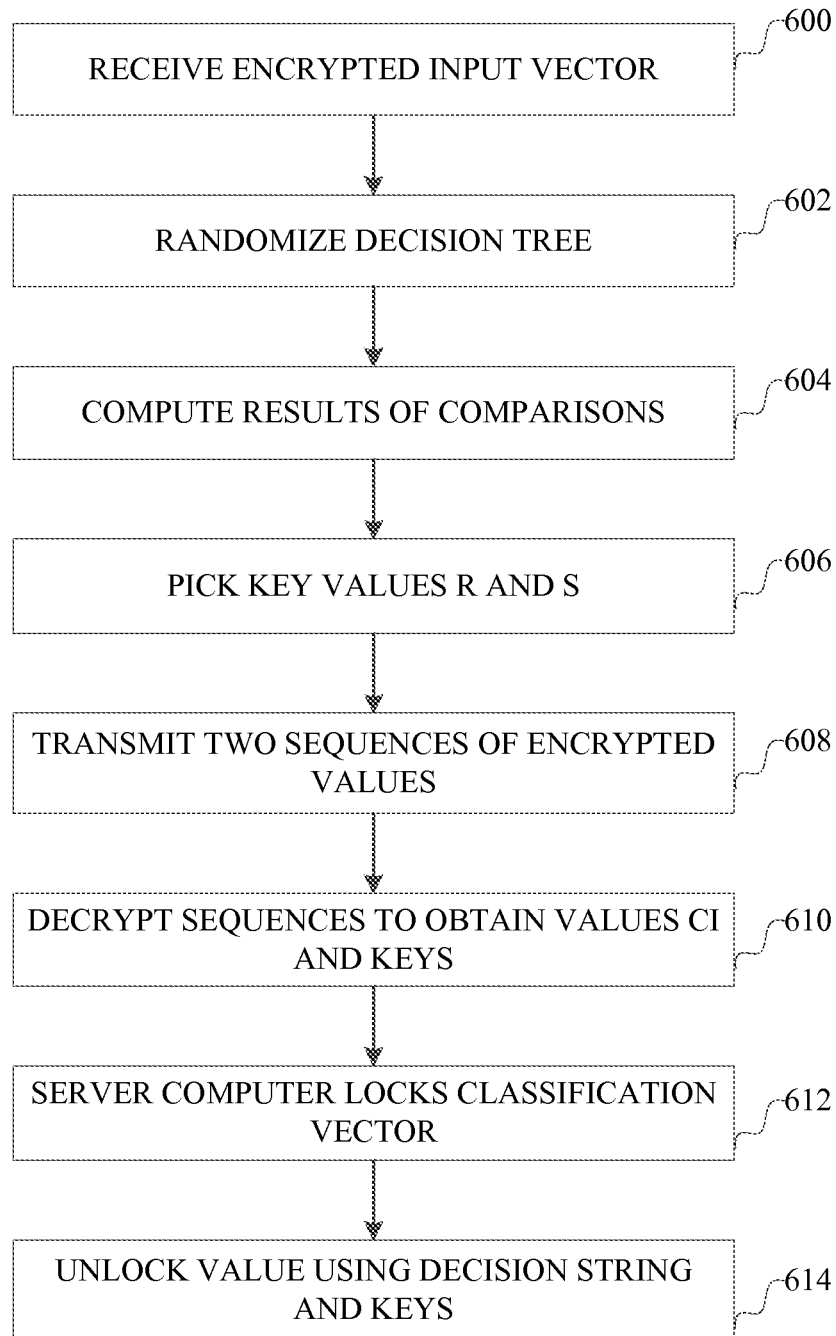 600
RECEIVE ENCRYPTED INPUT VECTOR
602
RANDOMIZE DECISION TREE
604
COMPUTE RESULTS OF COMPARISONS
606
PICK KEY VALUES R AND S
608
TRANSMIT TWO SEQUENCES OF ENCRYPTED
VALUES
610
DECRYPT SEQUENCES TO OBTAIN VALUES CI
AND KEYS
612
SERVER COMPUTER LOCKS CLASSIFICATION
VECTOR
614
UNLOCK VALUE USING DECISION STRING
AND KEYS